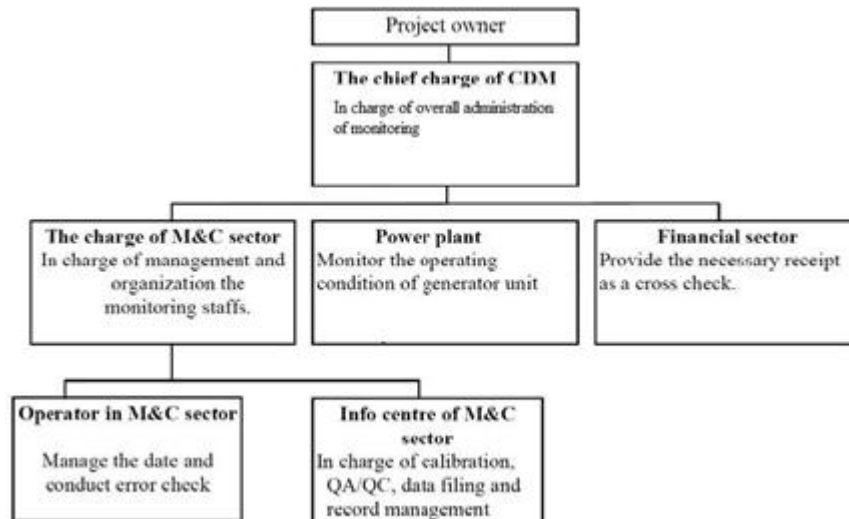 Project owner
The chief charge of CDM
In charge of overall administration
of monitoring
The charge of M&C sector
In charge of management and
organization the
monitoring staffs.
Power plant
Monitor the operating
condition of generator unit
Financial sector
Provide the necessary receipt
as a cross check.
Operator in M&C sector
Manage the date and
conduct error check
Info centre of M&C
sector
In charge of calibration,
QA/QC, data filing and
record management